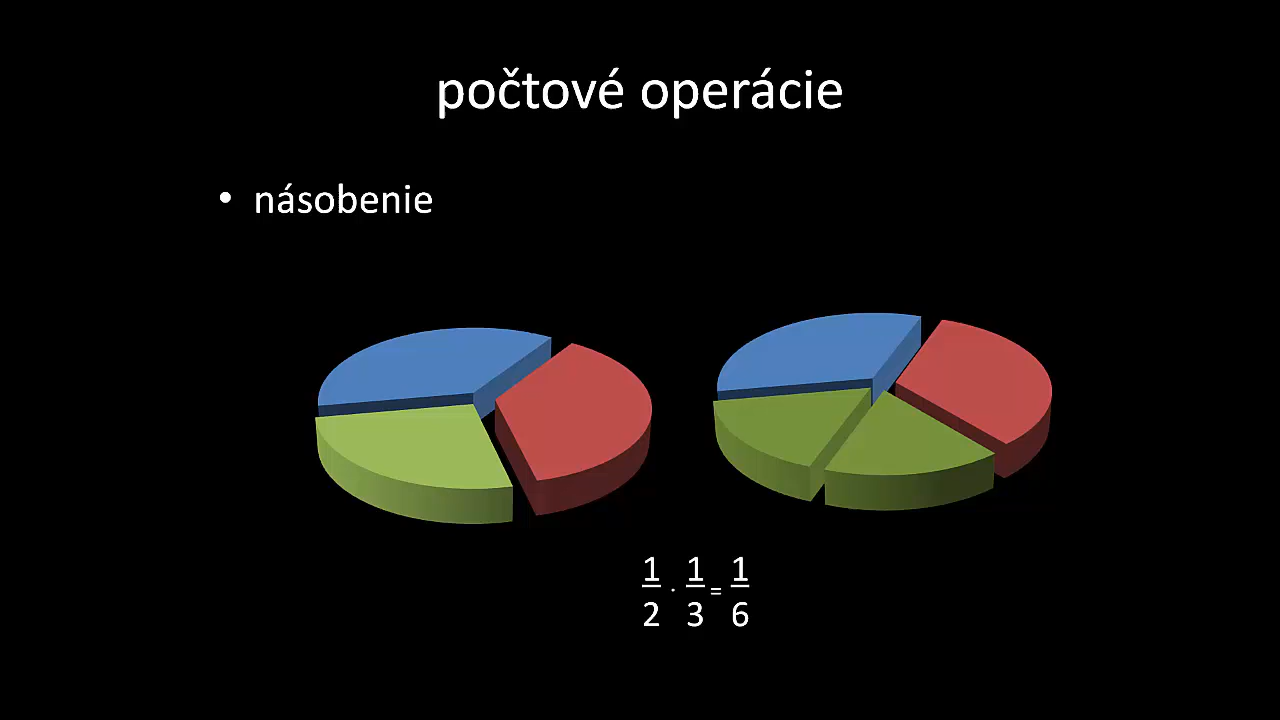 počtové operácie
• násobenie
1/2 · 1/3 = 1/6